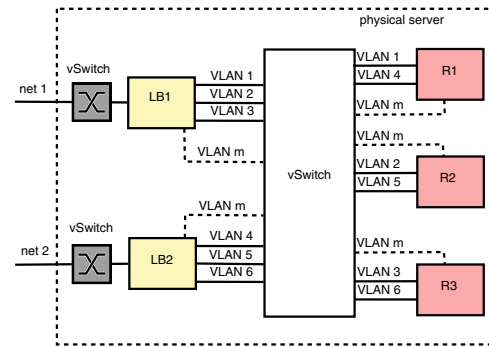 physical server
net 1
vSwitch
LB1
VLAN 1
VLAN 2
VLAN 3
VLAN m
vSwitch
VLAN 1
VLAN 4
VLAN m
R1
VLAN m
VLAN 2
VLAN 5
R2
net 2
vSwitch
LB2
VLAN m
VLAN 4
VLAN 5
VLAN 6
VLAN m
VLAN 3
VLAN 6
R3